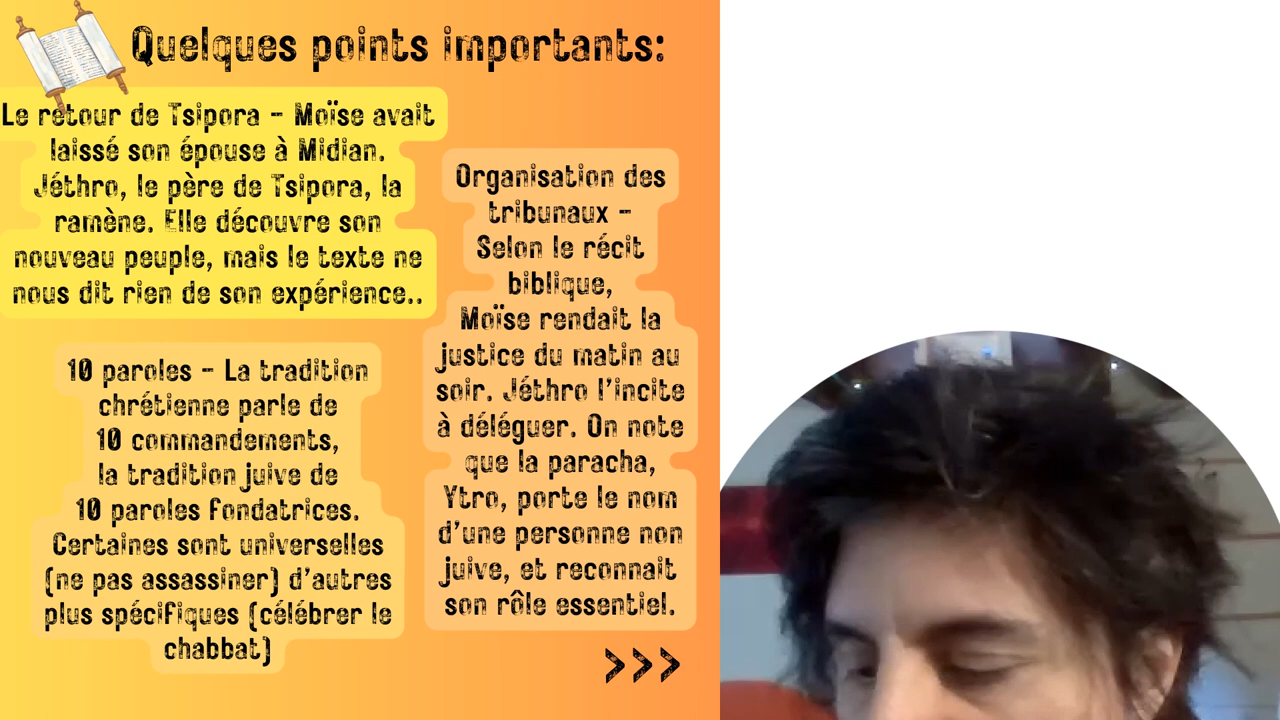 Quelques points importants:
Le retour de Tsipora - Moïse avait
laissé son épouse à Midian.
Jéthro, le père de Tsipora, la
ramène. Elle découvre son
nouveau peuple, mais le texte ne
nous dit rien de son expérience..
10 paroles - La tradition
chrétienne parle de
10 commandements,
la tradition juive de
10 paroles fondatrices.
Certaines sont universelles
(ne pas assassiner) d'autres
plus spécifiques (célébrer le
chabbat)
Organisation des
tribunaux -
Selon le récit
biblique,
Moïse rendait la
justice du matin au
soir. Jéthro l'incite
à déléguer. On note
que la paracha,
Ytro, porte le nom
d'une personne non
juive, et reconnait
son rôle essentiel.
>>>